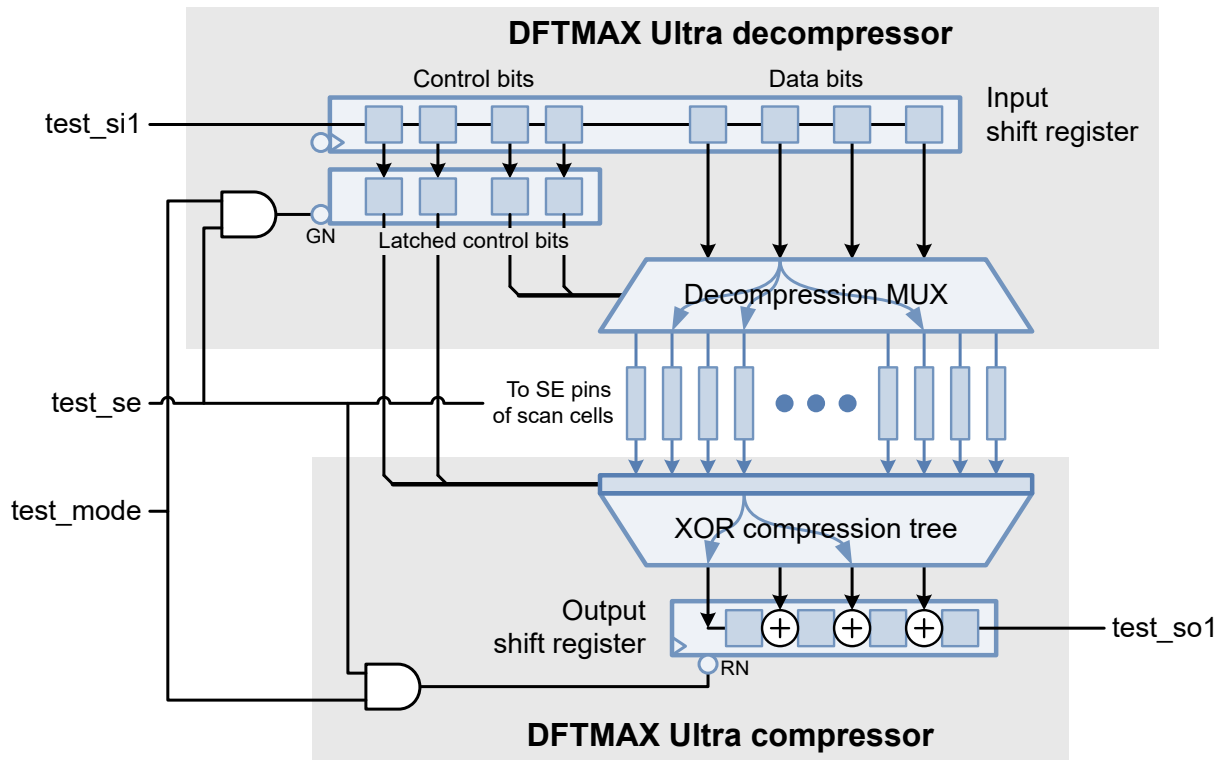 DFTMAX Ultra decompressor
Control bits
Data bits
Input
shift register
test_si1
GN
Latched control bits
Decompression MUX
test_se
To SE pins
of scan cells
test_mode
XOR compression tree
Output
shift register
test_so1
RN
DFTMAX Ultra compressor